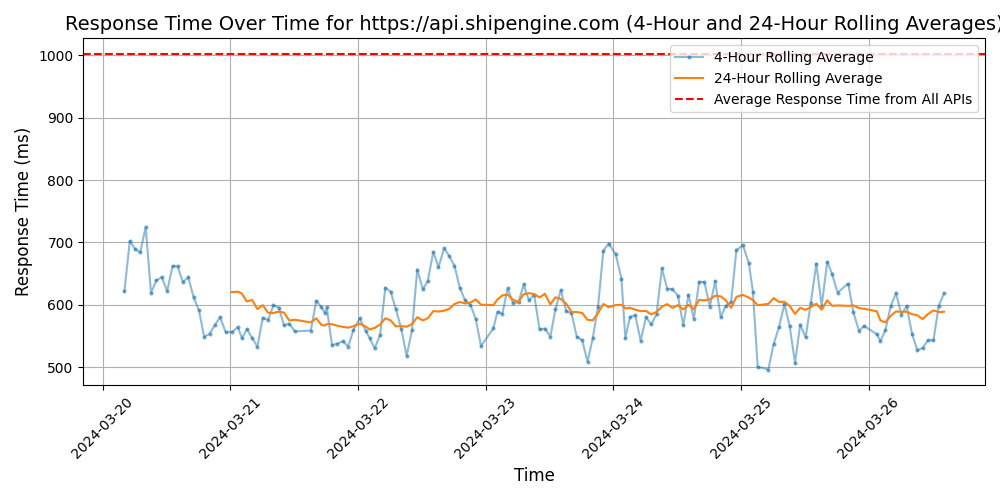 Response Time Over Time for https://api.shipengine.com (4-Hour and 24-Hour Rolling Averages)
4-Hour Rolling Average
24-Hour Rolling Average
Average Response Time from All APIs
Response Time (ms)
1000
900
800
700
600
500
2024-03-20
2024-03-21
2024-03-22
2024-03-23
2024-03-24
2024-03-25
2024-03-26
Time